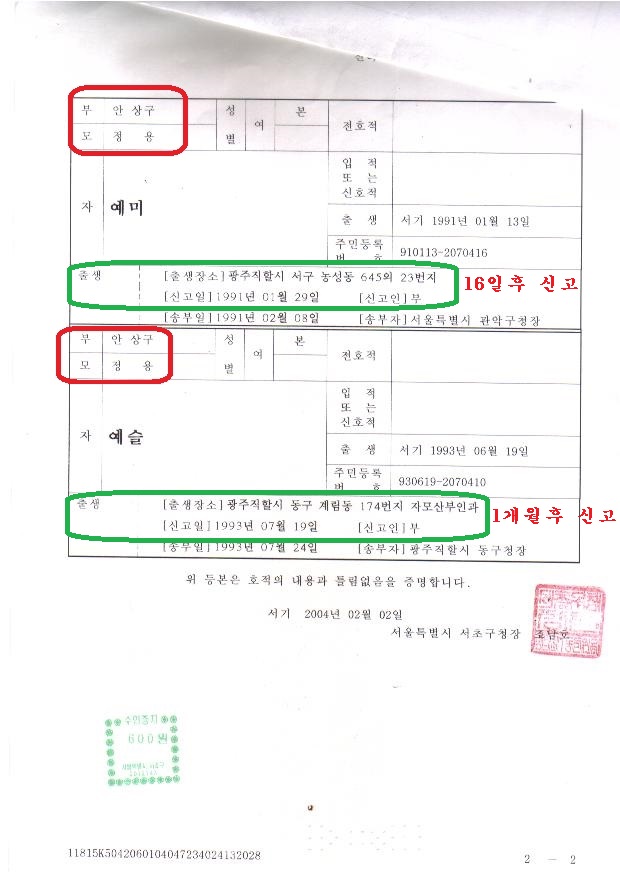 부 안 상구 성 본
여 전호적
모 정 용 별
입 적
또 는
신호적
자 예미
출 생 서기 1991년 01월 13일
주민등록
번 호 910113-2070416
출생 [출생장소]광주직할시 서구 농성동 645의 23번지
16일후 신고
[신고일]1991년 01월 29일 [신고인]부
[송부일]1991년 02월 08일 [송부자]서울특별시 관악구청장
부 안 상구 성 본
여 전호적
모 정 용 별
입 적
또 는
신호적
자 예슬
출 생 서기 1993년 06월 19일
주민등록
번 호 930619-2070410
출생 [출생장소]광주직할시 동구 계림동 174번지 자모산부인과
1개월후 신고
[신고일]1993년 07월 19일 [신고인]부
[송부일]1993년 07월 24일 [송부자]광주직할시 동구청장
위 등본은 호적의 내용과 틀림없음을 증명합니다.
서기 2004년 02월 02일
서울특별시 서초구청장 조남호
수입증지
600원
서울특별시 서초구
11815K504206010404723402413​2028
2 - 2